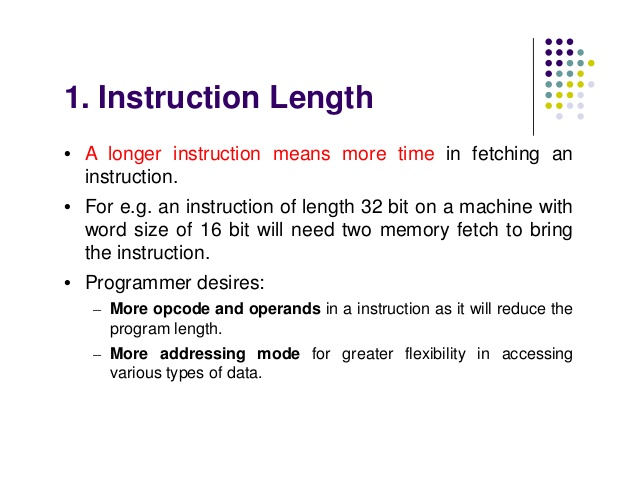 1. Instruction Length
• A longer instruction means more time in fetching an
instruction.
• For e.g. an instruction of length 32 bit on a machine with
word size of 16 bit will need two memory fetch to bring
the instruction.
• Programmer desires:
– More opcode and operands in a instruction as it will reduce the
program length.
– More addressing mode for greater flexibility in accessing
various types of data.